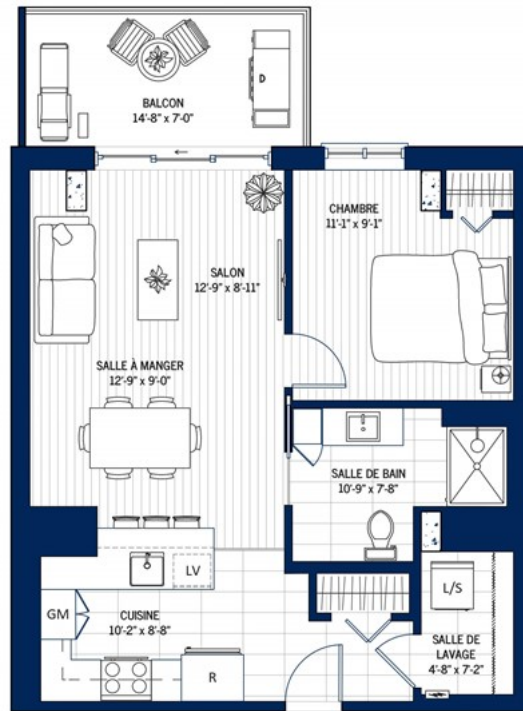 D
BALCON
14'-8" x 7'-0"
CHAMBRE
11'-1" x 9'-1"
SALON
12'-9" x 8'-11"
SALLE À MANGER
12'-9" x 9'-0"
SALLE DE BAIN
10'-9" x 7'-8"
LV
GM
CUISINE
10'-2" x 8'-8"
R
L/S
SALLE DE
LAVAGE
4'-8" x 7'-2"